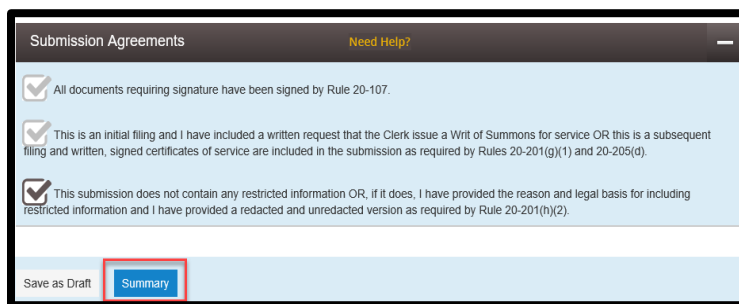 Submission Agreements Need Help?
All documents requiring signature have been signed by Rule 20-107.
This is an initial filing and I have included a written request that the Clerk issue a Writ of Summons for service OR this is a subsequent
filing and written, signed certificates of service are included in the submission as required by Rules 20-201(g)(1) and 20-205(d).
This submission does not contain any restricted information OR, if it does, I have provided the reason and legal basis for including
restricted information and I have provided a redacted and unredacted version as required by Rule 20-201(h)(2).
Save as Draft Summary